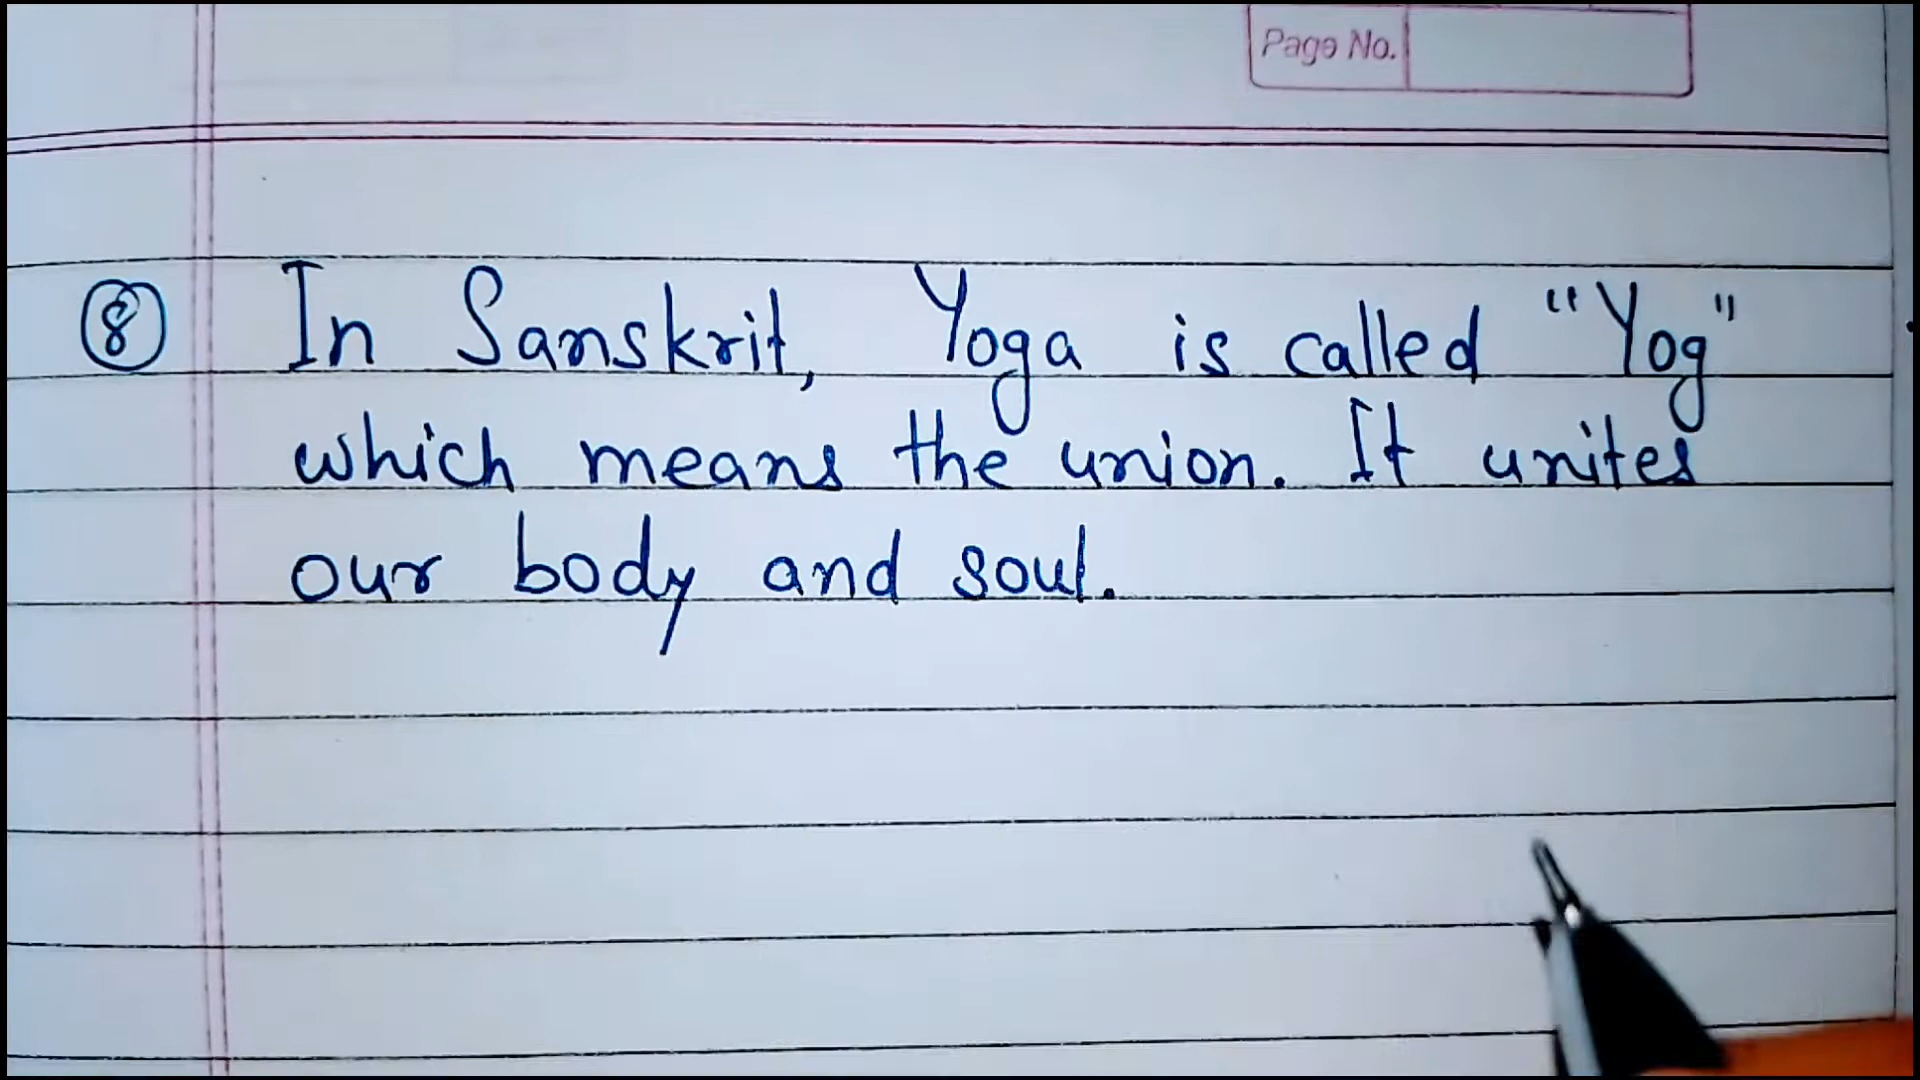 Page No.
⑧ In Sanskrit, Yoga is called "Yog"
which means the union. It unites
our body and soul.